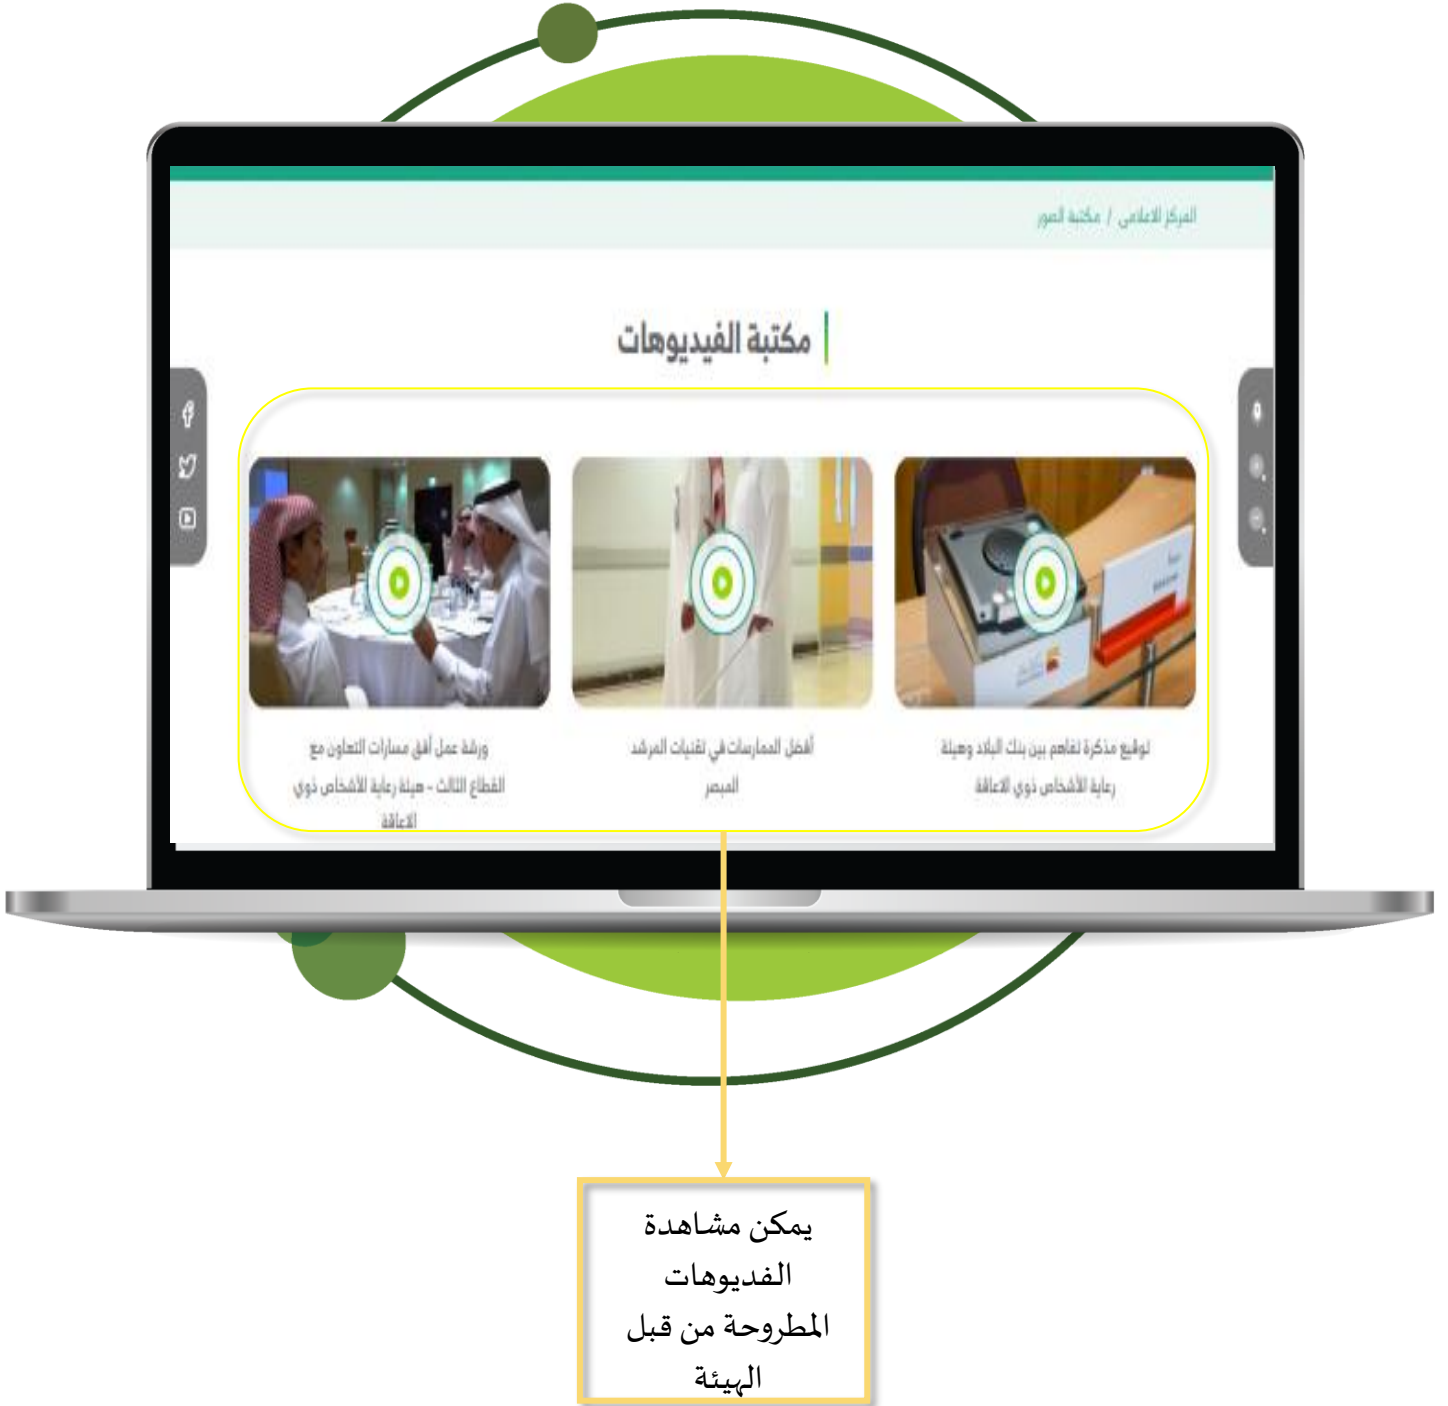 المركز الاعلامى / مكتبة الصور
مكتبة الفيديوهات
توقيع مذكرة تفاهم بين بنك البلاد وهيئة
رعاية الأشخاص ذوي الاعاقة
أفضل الممارسات في تقنيات المرشد
المبصر
ورشة عمل أفق مسارات التعاون مع
القطاع الثالث - هيئة رعاية للأشخاص ذوي
الاعاقة
يمكن مشاهدة
الفديوهات
المطروحة من قبل
الهيئة